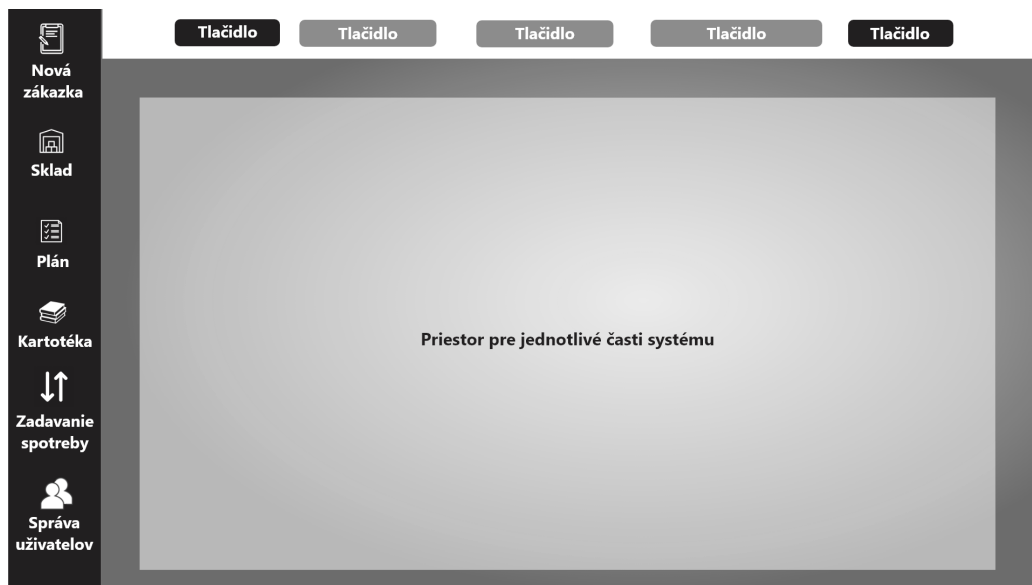 Tlačidlo
Tlačidlo
Tlačidlo
Tlačidlo
Tlačidlo
Nová
zákazka
Sklad
Plán
Kartotéka
Zadavanie
spotreby
Správa
uživatelov
Priestor pre jednotlivé časti systému